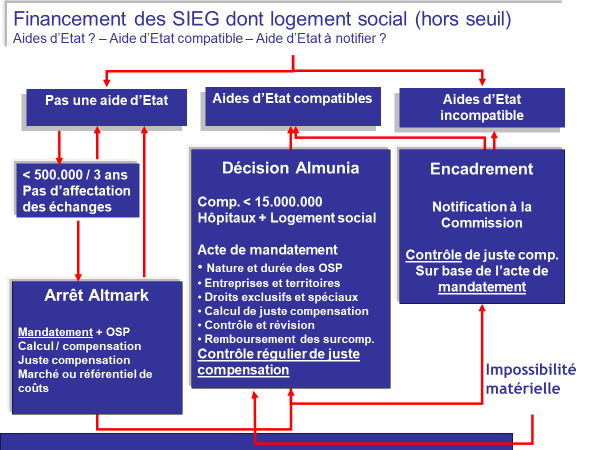 Financement des SIEG dont logement social (hors seuil)
Aides d’Etat ? – Aide d’Etat compatible – Aide d’Etat à notifier ?
Pas une aide d’Etat
Aides d’Etat compatibles
Aides d’Etat
incompatible
< 500.000 / 3 ans
Pas d’affectation
des échanges
Arrêt Altmark
Mandatement + OSP
Calcul / compensation
Juste compensation
Marché ou référentiel de
coûts
Décision Almunia
Comp. < 15.000.000
Hôpitaux + Logement social
Acte de mandatement
• Nature et durée des OSP
• Entreprises et territoires
• Droits exclusifs et spéciaux
• Calcul de juste compensation
• Contrôle et révision
• Remboursement des surcomp.
Contrôle régulier de juste
compensation
Encadrement
Notification à la
Commission
Contrôle de juste comp.
Sur base de l’acte de
mandatement
Impossibilité
matérielle